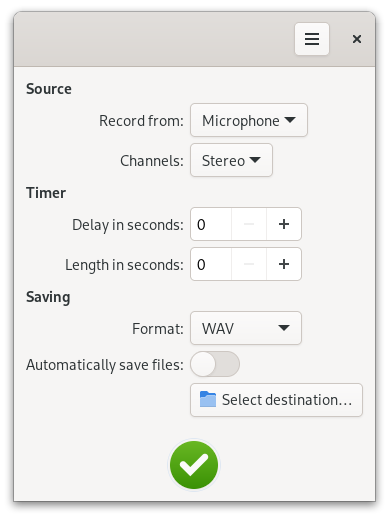 Source
Record from: Microphone
Channels: Stereo
Timer
Delay in seconds: 0
Length in seconds: 0
Saving
Format: WAV
Automatically save files:
Select destination...